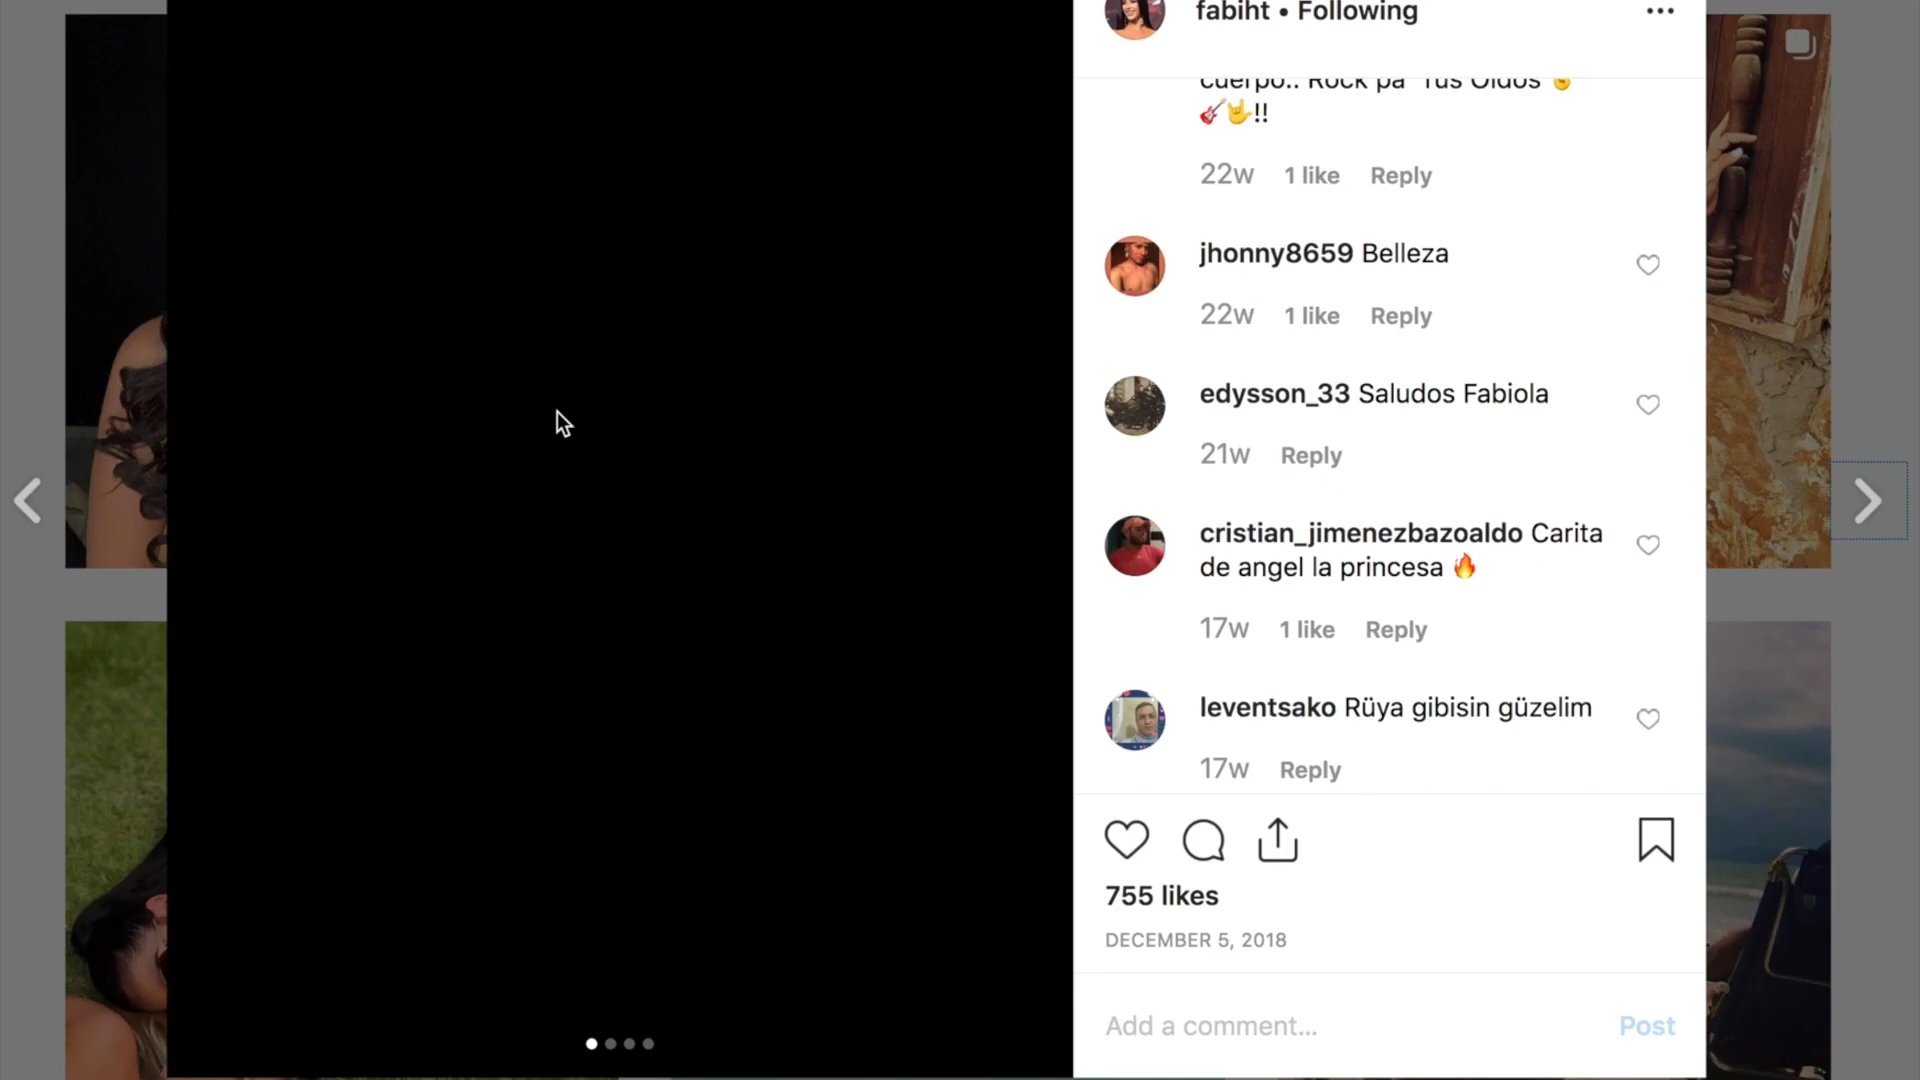 fabiht • Following
cuerpo.. Rock pa' Tus Oidos
!!
22w 1 like Reply
jhonny8659 Belleza
22w 1 like Reply
edysson_33 Saludos Fabiola
21w Reply
cristian_jimenezbazoaldo Carita
de angel la princesa 🔥
17w 1 like Reply
leventsako Rüya gibisin güzelim
17w Reply
755 likes
DECEMBER 5, 2018
Add a comment...
Post